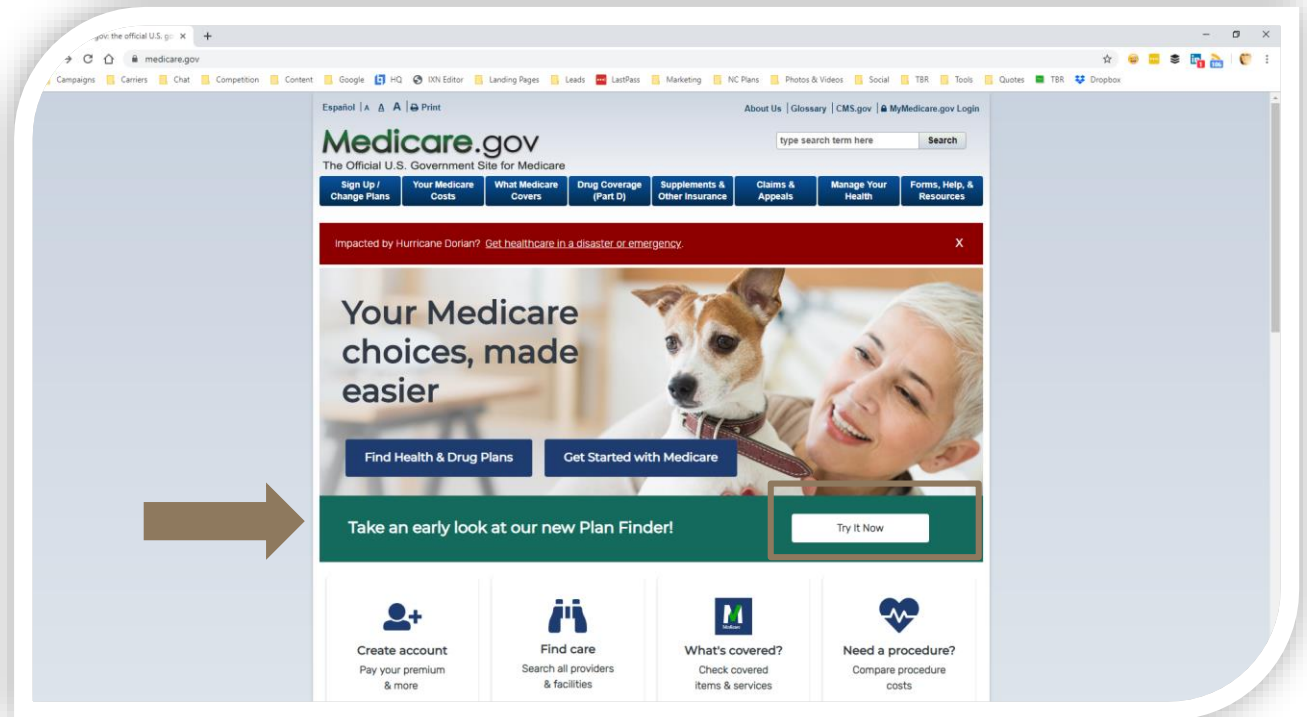 gov: the official U.S. go
medicare.gov
Campaigns Carriers Chat Competition Content Google HQ IXN Editor Landing Pages Leads LastPass Marketing NC Plans Photos & Videos Social TBR Tools Quotes TBR Dropbox
Español | A A A | Print About Us | Glossary | CMS.gov | MyMedicare.gov Login
Medicare.gov
type search term here Search
The Official U.S. Government Site for Medicare
Sign Up / Change Plans
Your Medicare Costs
What Medicare Covers
Drug Coverage (Part D)
Supplements & Other Insurance
Claims & Appeals
Manage Your Health
Forms, Help, & Resources
Impacted by Hurricane Dorian? Get healthcare in a disaster or emergency. X
Your Medicare
choices, made
easier
Find Health & Drug Plans Get Started with Medicare
Take an early look at our new Plan Finder! Try It Now
Create account
Pay your premium
& more
Find care
Search all providers
& facilities
What's covered?
Check covered
items & services
Need a procedure?
Compare procedure
costs